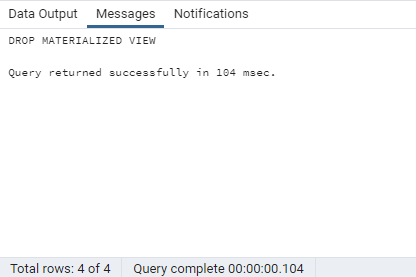 Data Output Messages Notifications
DROP MATERIALIZED VIEW
Query returned successfully in 104 msec.
Total rows: 4 of 4 Query complete 00:00:00.104